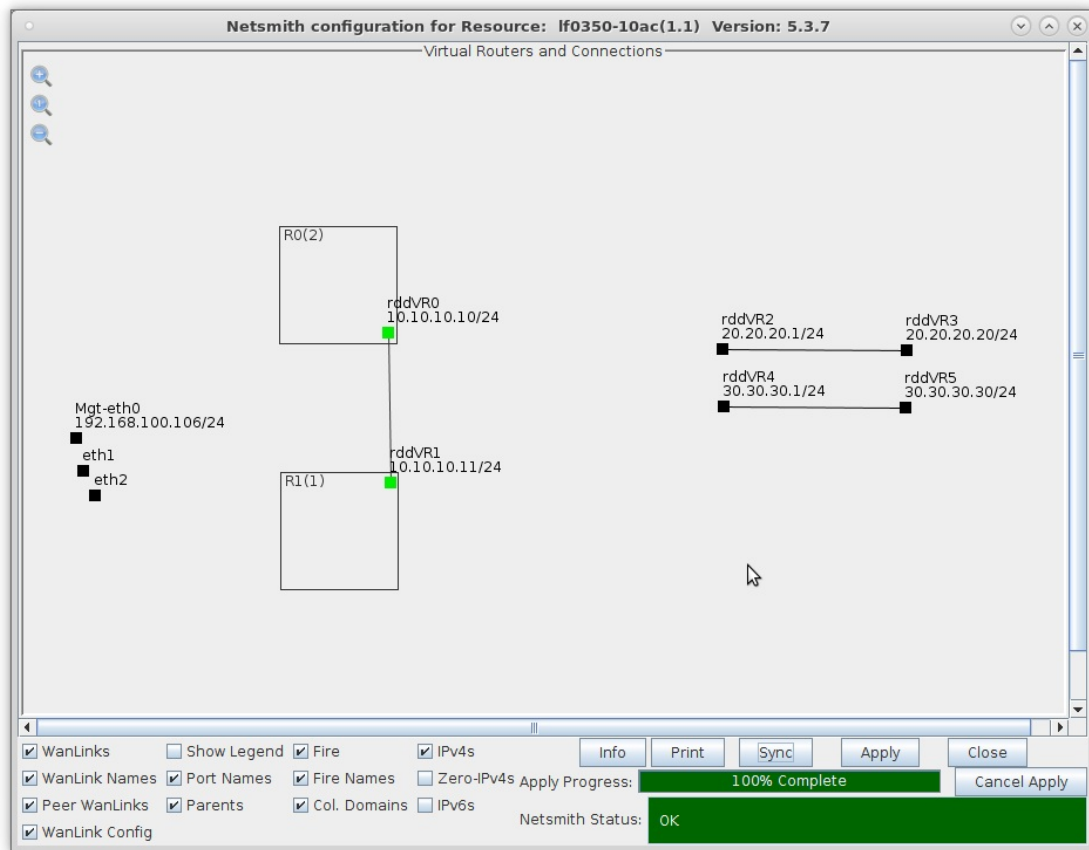 Netsmith configuration for Resource:  lf0350-10ac(1.1)  Version: 5.3.7
Virtual Routers and Connections
R0(2)
rddVR0
10.10.10.10/24
rddVR2
20.20.20.1/24
rddVR3
20.20.20.20/24
rddVR4
30.30.30.1/24
rddVR5
30.30.30.30/24
Mgt-eth0
192.168.100.106/24
eth1
eth2
rddVR1
10.10.10.11/24
R1(1)
WanLinks Show Legend Fire IPv4s Info Print Sync Apply Close
WanLink Names Port Names Fire Names Zero-IPv4s Apply Progress: 100% Complete Cancel Apply
Peer WanLinks Parents Col. Domains IPv6s Netsmith Status: OK
WanLink Config